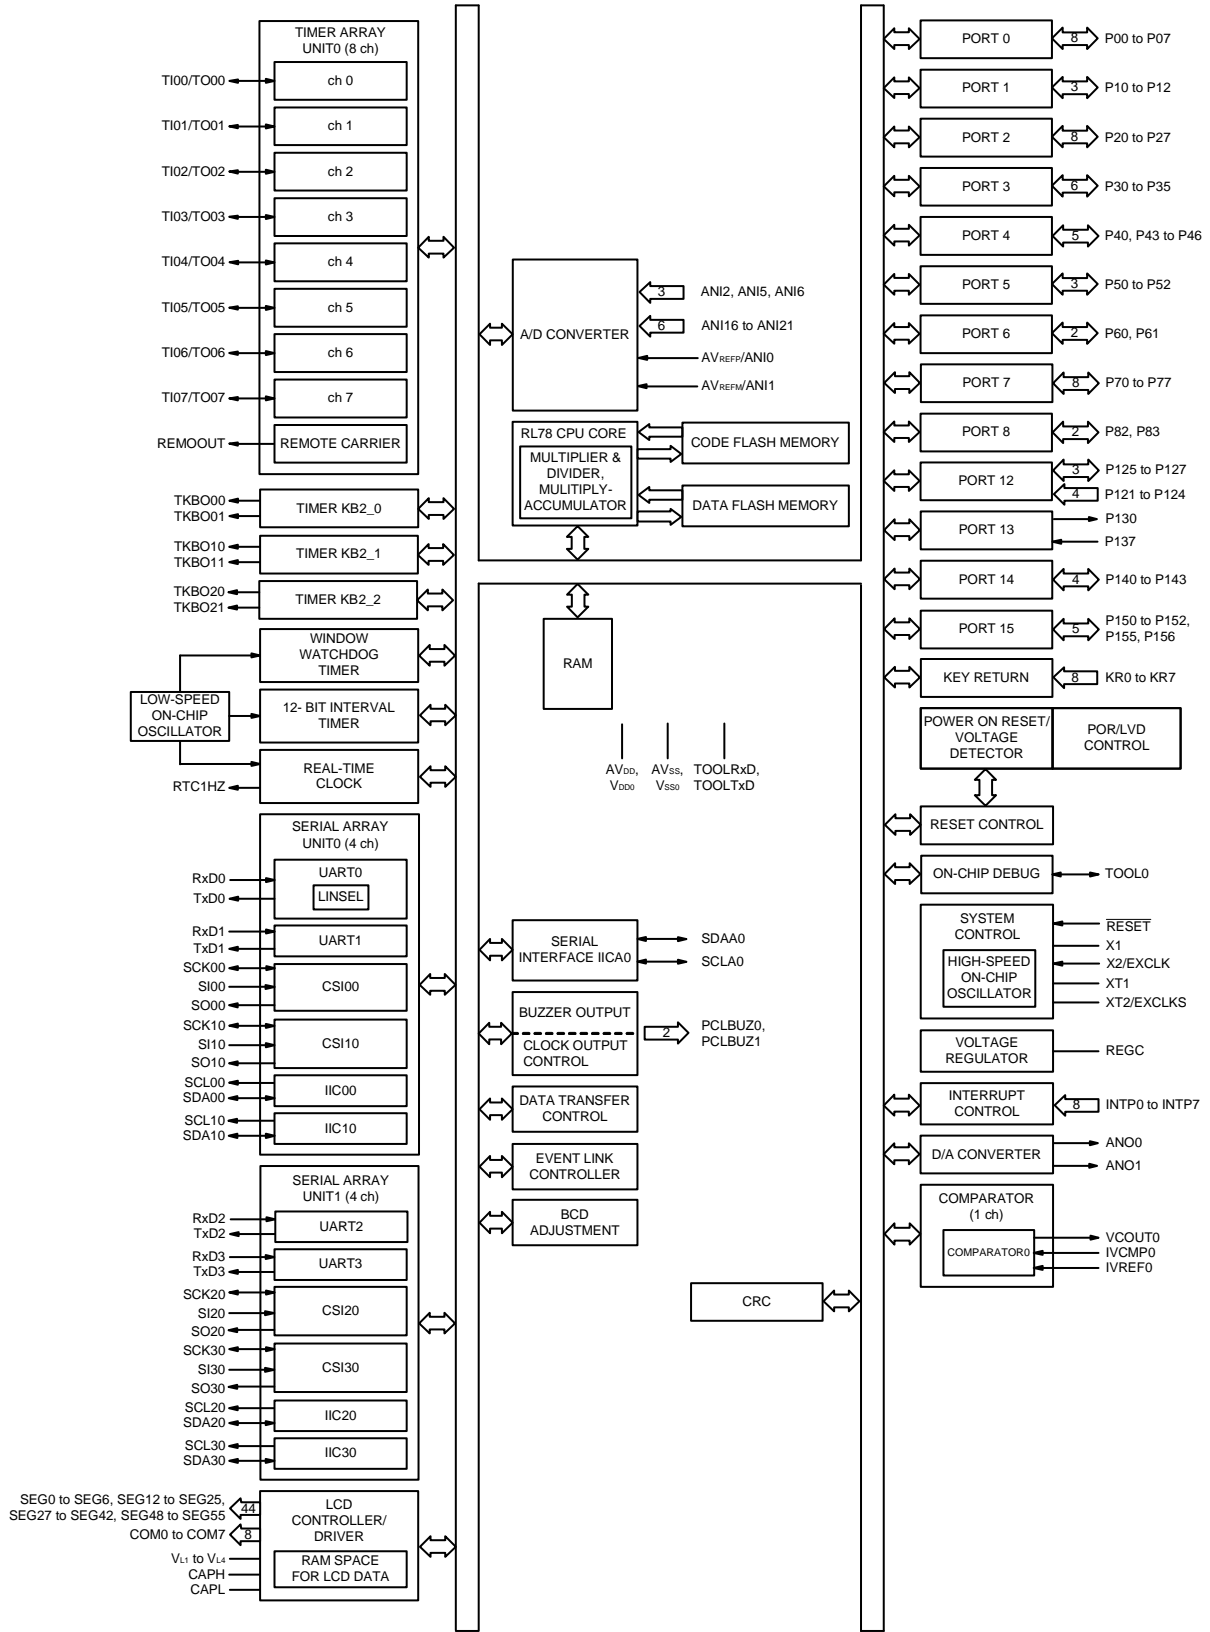 TIMER ARRAY
UNIT0 (8 ch)
TI00/TO00
ch 0
TI01/TO01
ch 1
TI02/TO02
ch 2
TI03/TO03
ch 3
TI04/TO04
ch 4
TI05/TO05
ch 5
TI06/TO06
ch 6
TI07/TO07
ch 7
REMOOUT
REMOTE CARRIER
TKBO00
TKBO01
TIMER KB2_0
TKBO10
TKBO11
TIMER KB2_1
TKBO20
TKBO21
TIMER KB2_2
WINDOW
WATCHDOG
TIMER
LOW-SPEED
ON-CHIP
OSCILLATOR
12- BIT INTERVAL
TIMER
REAL-TIME
CLOCK
RTC1HZ
SERIAL ARRAY
UNIT0 (4 ch)
RxD0
TxD0
UART0
LINSEL
RxD1
TxD1
UART1
SCK00
SI00
SO00
CSI00
SCK10
SI10
SO10
CSI10
SCL00
SDA00
IIC00
SCL10
SDA10
IIC10
SERIAL ARRAY
UNIT1 (4 ch)
RxD2
TxD2
UART2
RxD3
TxD3
UART3
SCK20
SI20
SO20
CSI20
SCK30
SI30
SO30
CSI30
SCL20
SDA20
IIC20
SCL30
SDA30
IIC30
SEG0 to SEG6, SEG12 to SEG25,
SEG27 to SEG42, SEG48 to SEG55
44
COM0 to COM7
8
VL1 to VL4
CAPH
CAPL
LCD
CONTROLLER/
DRIVER
RAM SPACE
FOR LCD DATA
A/D CONVERTER
3
ANI2, ANI5, ANI6
6
ANI16 to ANI21
AVREFP/ANI0
AVREFM/ANI1
RL78 CPU CORE
MULTIPLIER &
DIVIDER,
MULITIPLY-
ACCUMULATOR
CODE FLASH MEMORY
DATA FLASH MEMORY
RAM
AVDD,
VDD0
AVSS,
VSS0
TOOLRxD,
TOOLTxD
SERIAL
INTERFACE IICA0
SDAA0
SCLA0
BUZZER OUTPUT
CLOCK OUTPUT
CONTROL
2
PCLBUZ0,
PCLBUZ1
DATA TRANSFER
CONTROL
EVENT LINK
CONTROLLER
BCD
ADJUSTMENT
CRC
PORT 0
8
P00 to P07
PORT 1
3
P10 to P12
PORT 2
8
P20 to P27
PORT 3
6
P30 to P35
PORT 4
5
P40, P43 to P46
PORT 5
3
P50 to P52
PORT 6
2
P60, P61
PORT 7
8
P70 to P77
PORT 8
2
P82, P83
PORT 12
3
P125 to P127
4
P121 to P124
PORT 13
P130
P137
PORT 14
4
P140 to P143
PORT 15
5
P150 to P152,
P155, P156
KEY RETURN
8
KR0 to KR7
POWER ON RESET/
VOLTAGE
DETECTOR
POR/LVD
CONTROL
RESET CONTROL
ON-CHIP DEBUG
TOOL0
SYSTEM
CONTROL
HIGH-SPEED
ON-CHIP
OSCILLATOR
RESET
X1
X2/EXCLK
XT1
XT2/EXCLKS
VOLTAGE
REGULATOR
REGC
INTERRUPT
CONTROL
8
INTP0 to INTP7
D/A CONVERTER
ANO0
ANO1
COMPARATOR
(1 ch)
COMPARATOR0
VCOUT0
IVCMP0
IVREF0